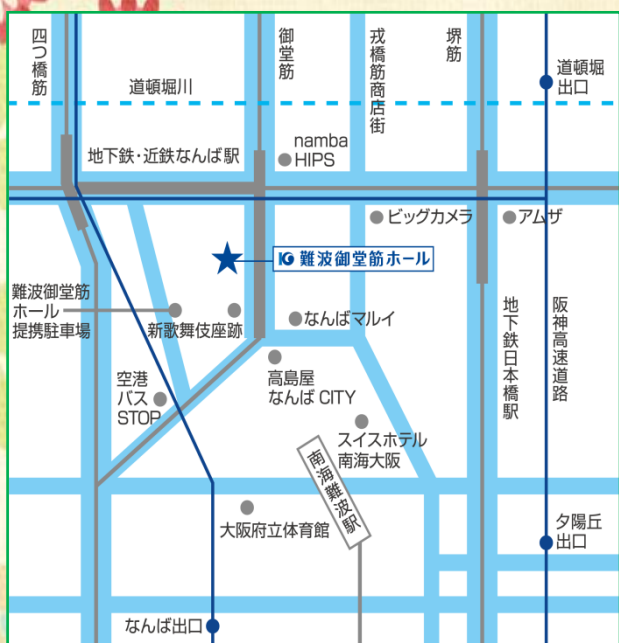 四つ橋筋
御堂筋
戎橋筋商店街
堺筋
道頓堀
出口
道頓堀川
地下鉄・近鉄なんば駅
namba
HIPS
ビッグカメラ
アムザ
難波御堂筋ホール
難波御堂筋
ホール
提携駐車場
新歌舞伎座跡
なんばマルイ
地下鉄日本橋駅
阪神高速道路
空港
バス
STOP
高島屋
なんば CITY
スイスホテル
南海大阪
南海難波駅
大阪府立体育館
夕陽丘
出口
なんば出口